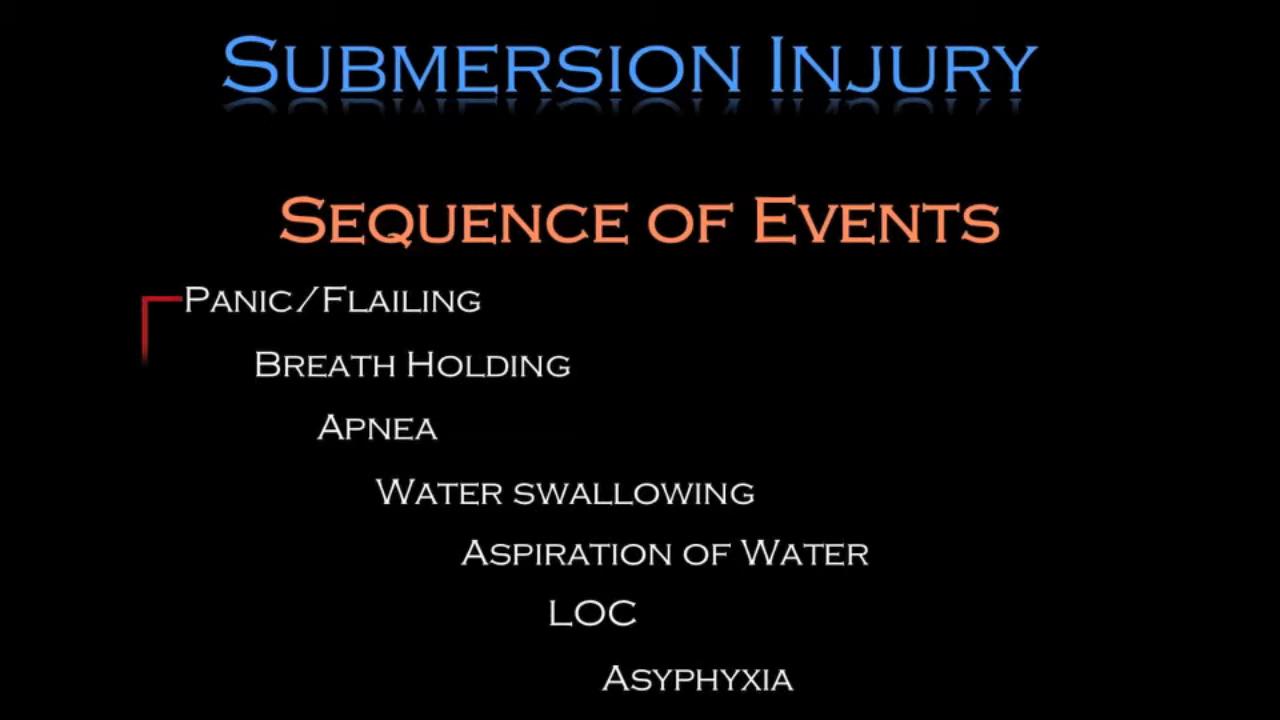 Submersion Injury
Sequence of Events
Panic/Flailing
Breath Holding
Apnea
Water swallowing
Aspiration of Water
LOC
Asyphyxia